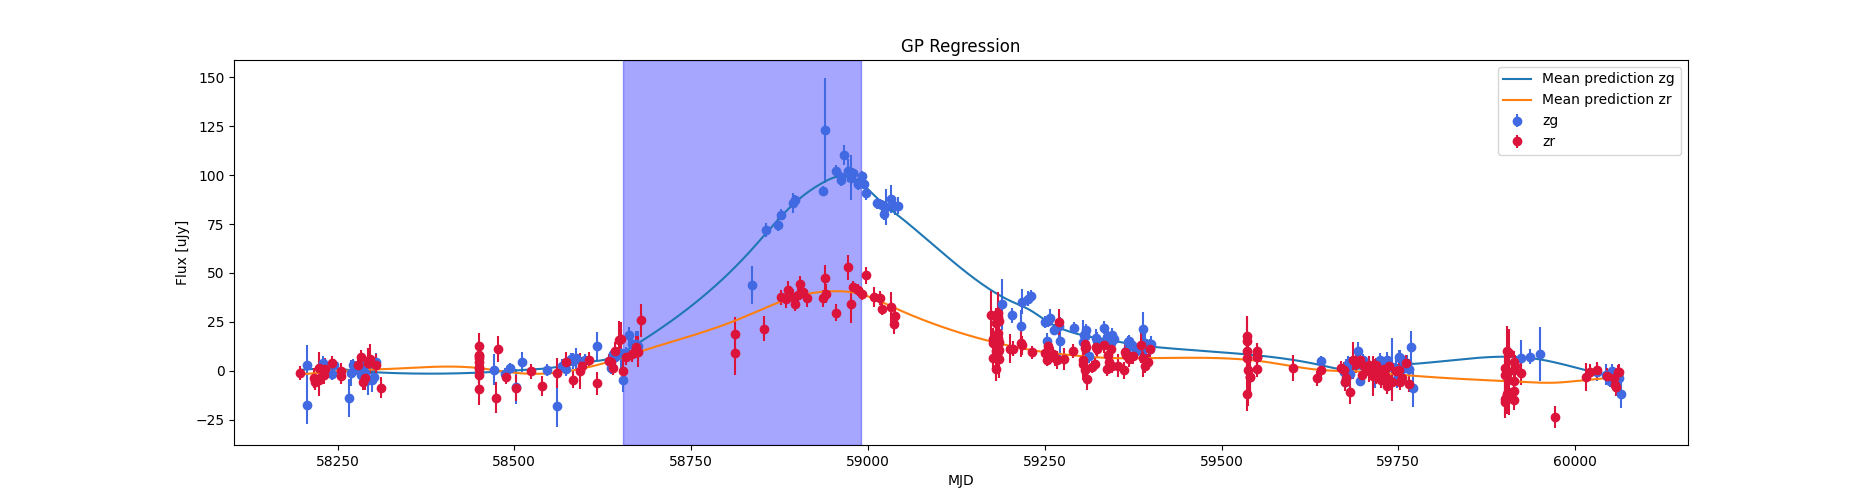 GP Regression
Flux [uJy]
150
125
100
75
50
25
0
−25
58250
58500
58750
59000
59250
59500
59750
60000
MJD
Mean prediction zg
Mean prediction zr
zg
zr